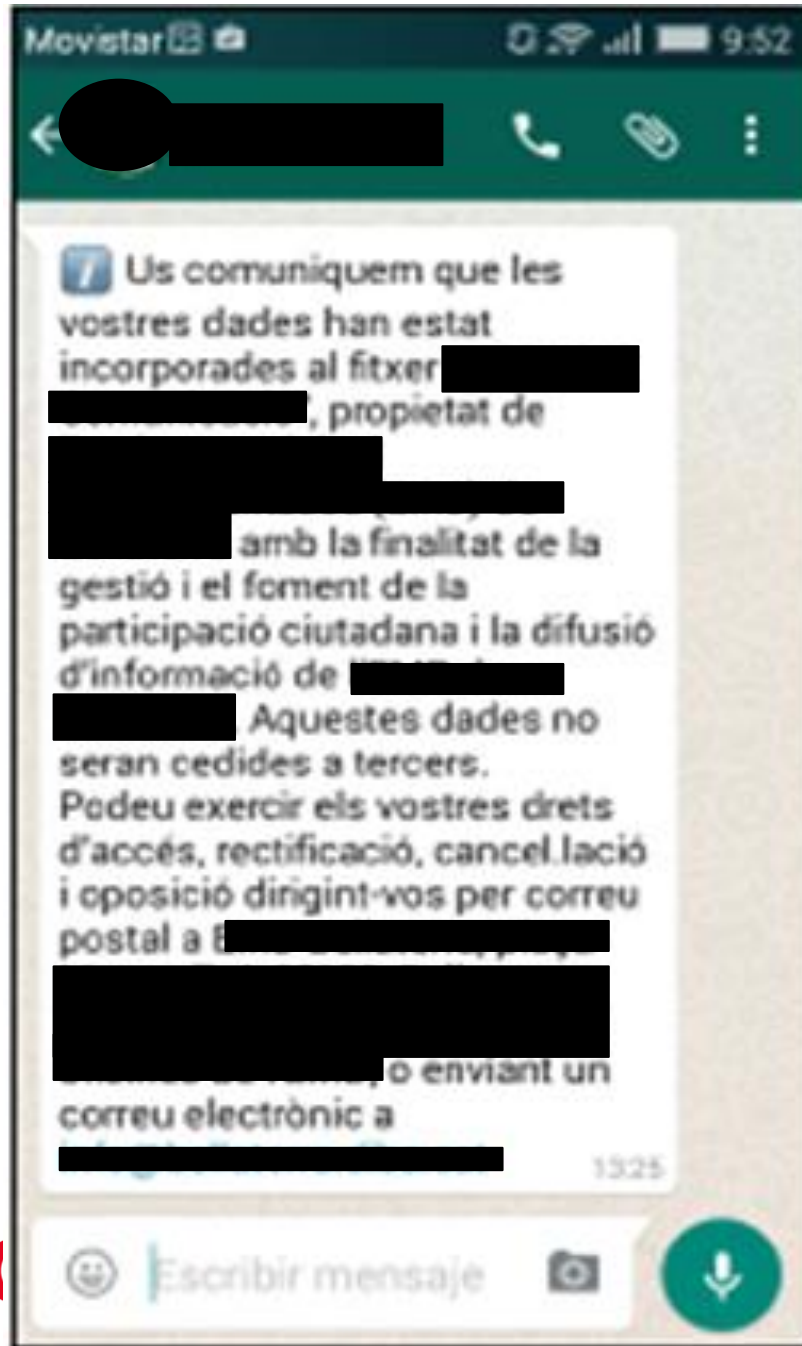 Movistar 9:52
Us comuniquem que les
vostres dades han estat
incorporades al fitxer
, propietat de
amb la finalitat de la
gestió i el foment de la
participació ciutadana i la difusió
d'informació de
. Aquestes dades no
seran cedides a tercers.
Podeu exercir els vostres drets
d'accés, rectificació, cancel.lació
i oposició dirigint-vos per correu
postal a
, o enviant un
correu electrònic a
13:25
Escribir mensaje